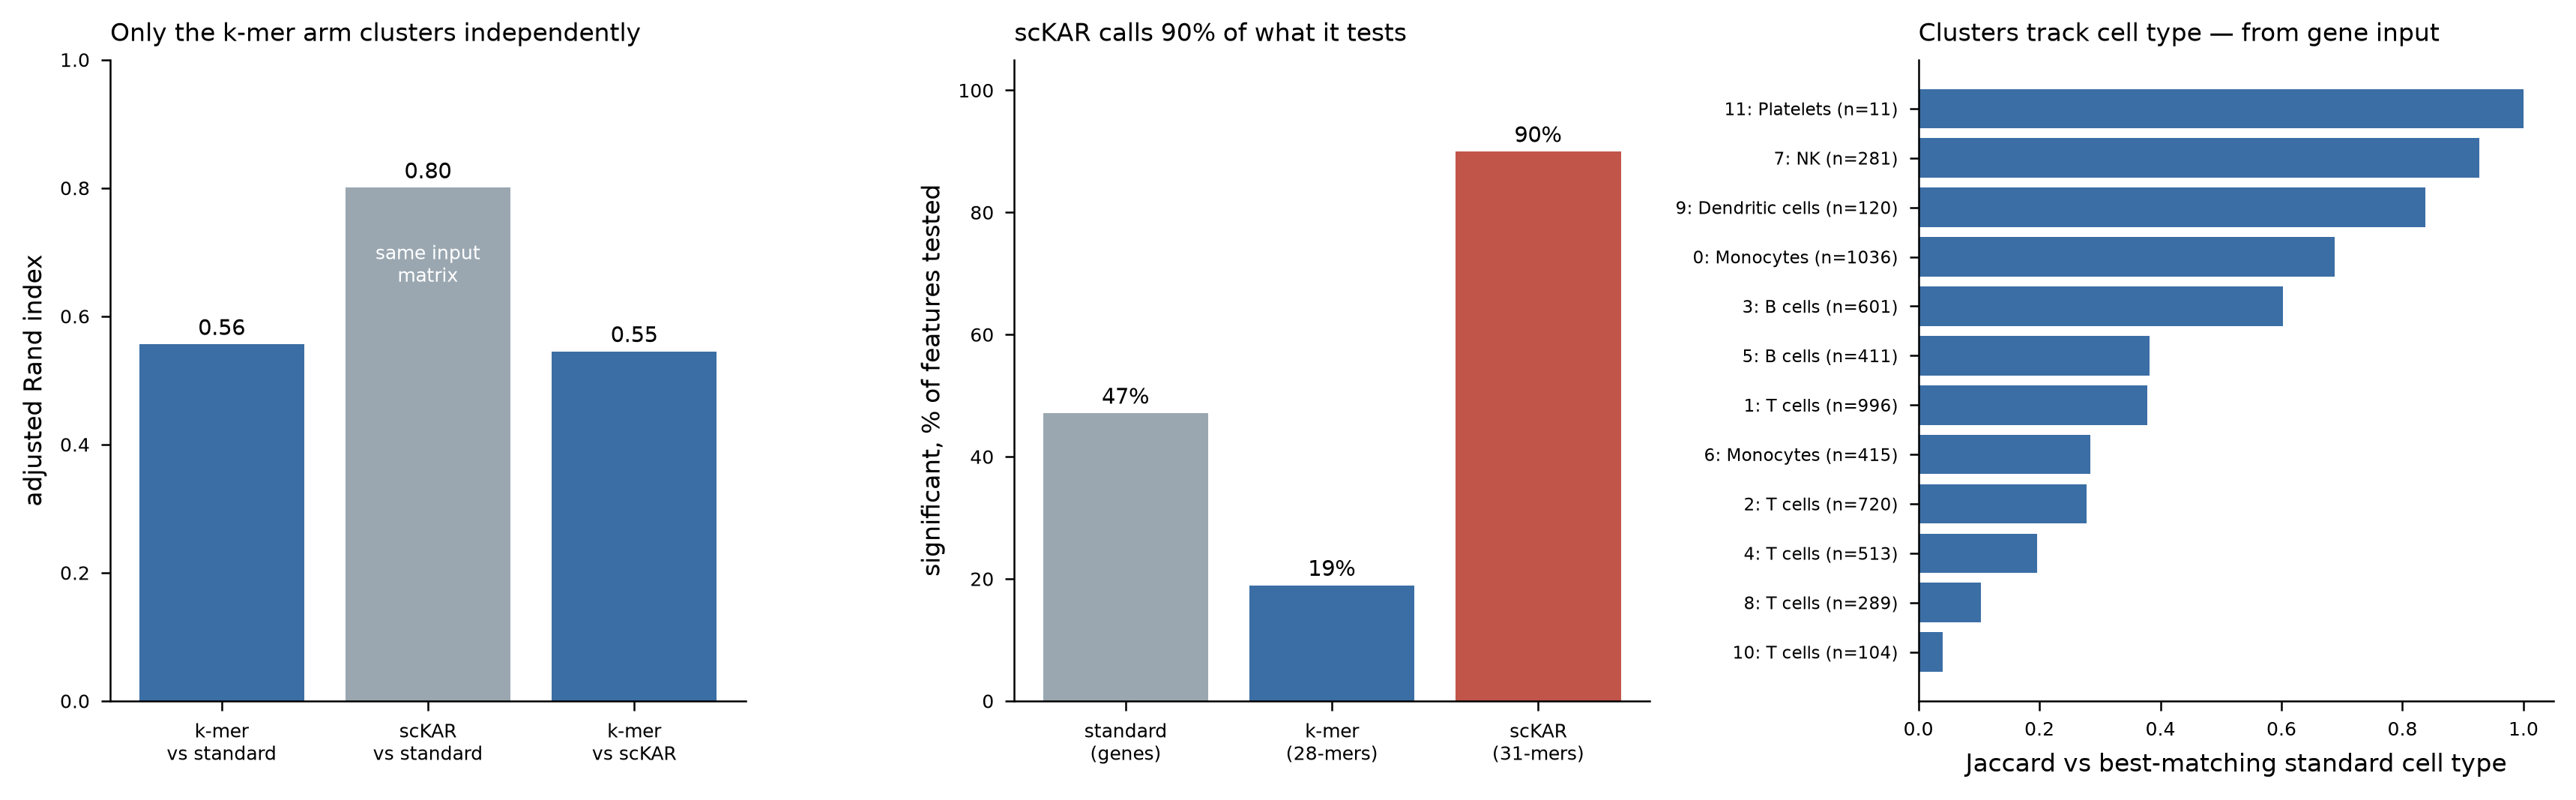 Only the k-mer arm clusters independently
adjusted Rand index
1.0
0.8
0.6
0.4
0.2
0.0
0.56
0.80
same input
matrix
0.55
k-mer
vs standard
scKAR
vs standard
k-mer
vs scKAR
scKAR calls 90% of what it tests
significant, % of features tested
100
80
60
40
20
0
47%
19%
90%
standard
(genes)
k-mer
(28-mers)
scKAR
(31-mers)
Clusters track cell type — from gene input
11: Platelets (n=11)
7: NK (n=281)
9: Dendritic cells (n=120)
0: Monocytes (n=1036)
3: B cells (n=601)
5: B cells (n=411)
1: T cells (n=996)
6: Monocytes (n=415)
2: T cells (n=720)
4: T cells (n=513)
8: T cells (n=289)
10: T cells (n=104)
0.0
0.2
0.4
0.6
0.8
1.0
Jaccard vs best-matching standard cell type